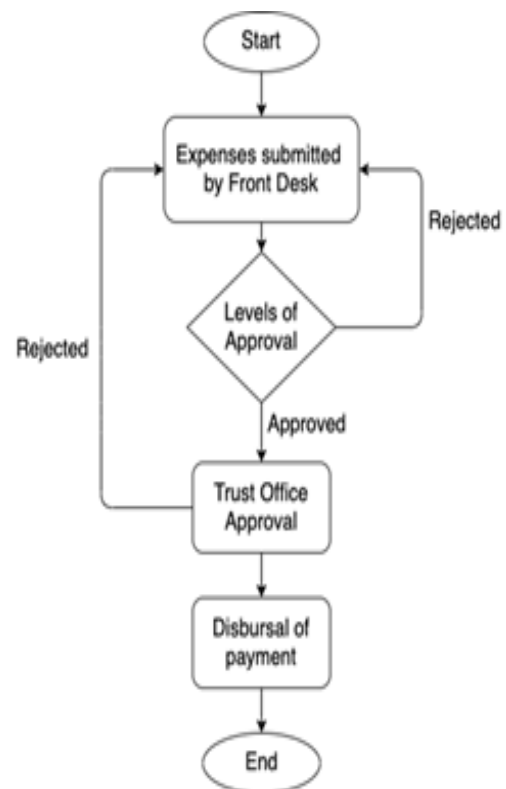 Start
Expenses submitted
by Front Desk
Rejected
Levels of
Approval
Rejected
Approved
Trust Office
Approval
Disbursal of
payment
End